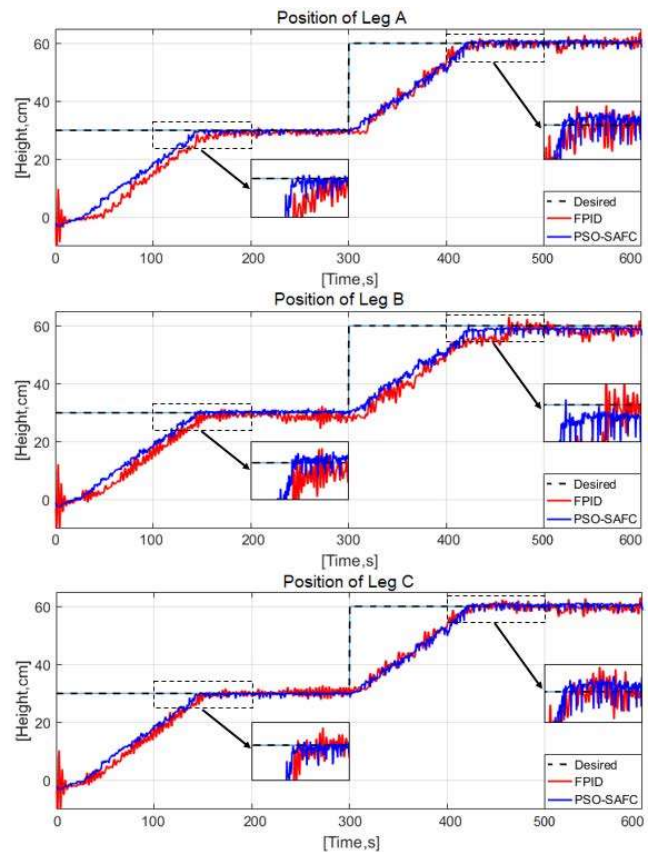 Position of Leg A
60
40
20
0
[Height,cm]
Desired
FPID
PSO-SAFC
0 100 200 300 400 500 600
[Time,s]
Position of Leg B
60
40
20
0
[Height,cm]
Desired
FPID
PSO-SAFC
0 100 200 300 400 500 600
[Time,s]
Position of Leg C
60
40
20
0
[Height,cm]
Desired
FPID
PSO-SAFC
0 100 200 300 400 500 600
[Time,s]